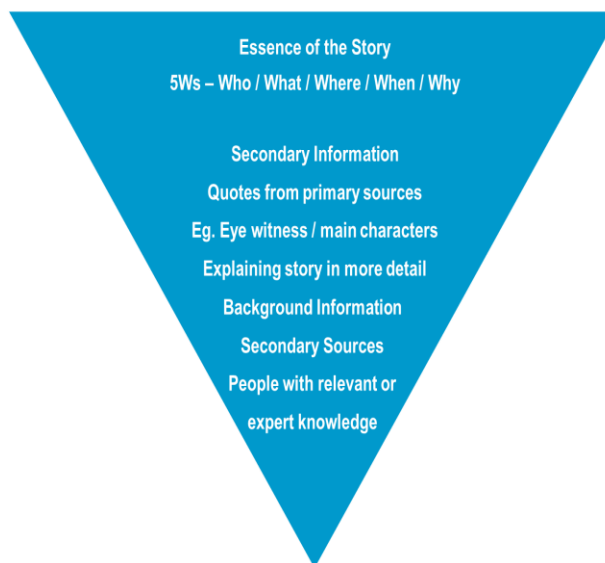 Essence of the Story
5Ws – Who / What / Where / When / Why
Secondary Information
Quotes from primary sources
Eg. Eye witness / main characters
Explaining story in more detail
Background Information
Secondary Sources
People with relevant or
expert knowledge